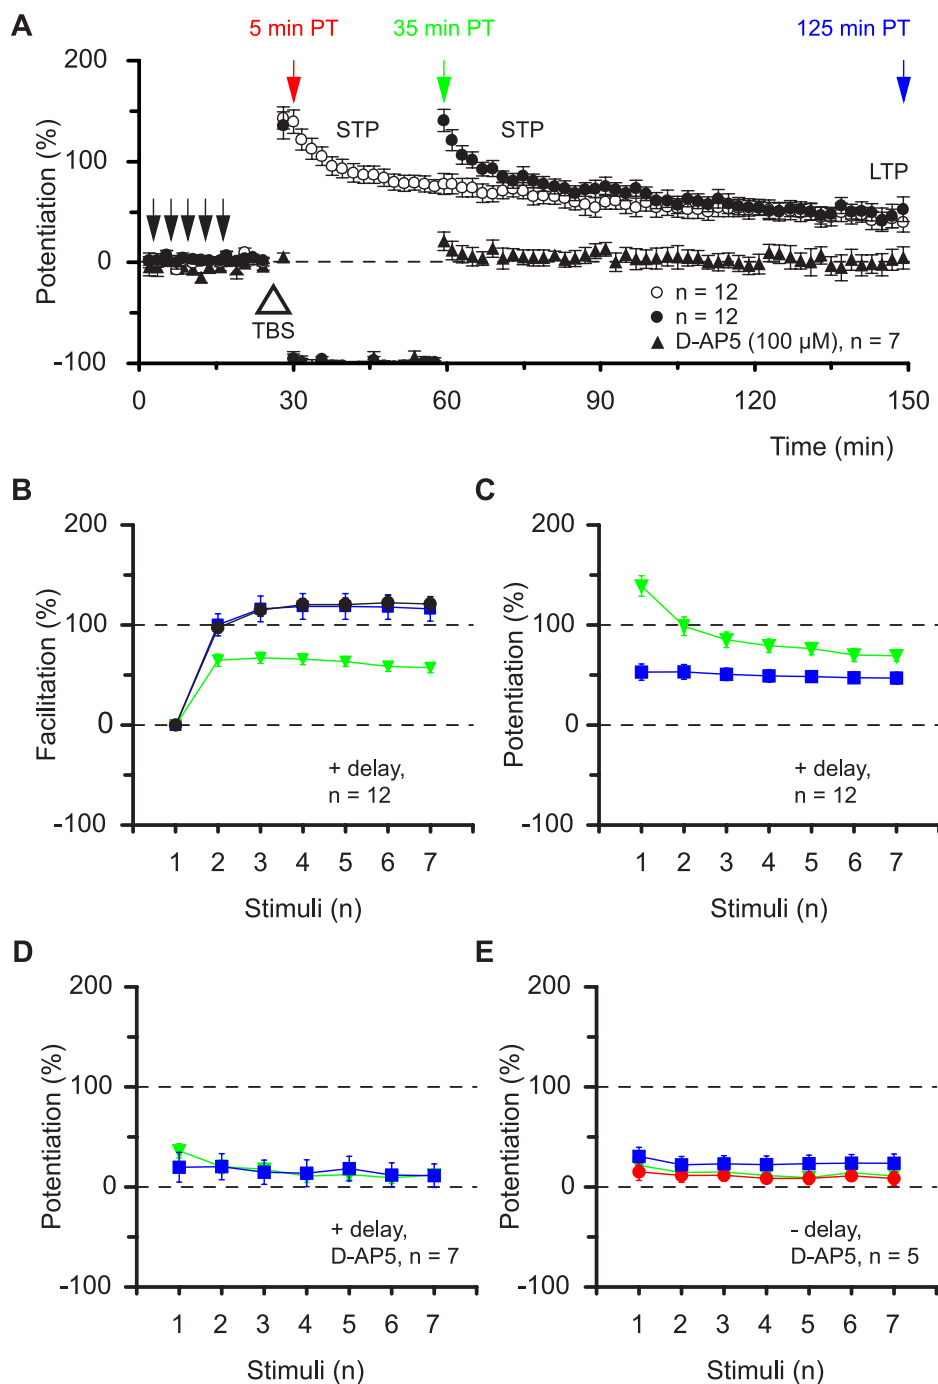 A
5 min PT 35 min PT 125 min PT
200
100
0
-100
Potentiation (%)
STP STP LTP
TBS
n = 12
n = 12
D-AP5 (100 µM), n = 7
0 30 60 90 120 150
Time (min)
B
200
100
0
-100
Facilitation (%)
+ delay,
n = 12
1 2 3 4 5 6 7
Stimuli (n)
C
200
100
0
-100
Potentiation (%)
+ delay,
n = 12
1 2 3 4 5 6 7
Stimuli (n)
D
200
100
0
-100
Potentiation (%)
+ delay,
D-AP5, n = 7
1 2 3 4 5 6 7
Stimuli (n)
E
200
100
0
-100
Potentiation (%)
- delay,
D-AP5, n = 5
1 2 3 4 5 6 7
Stimuli (n)